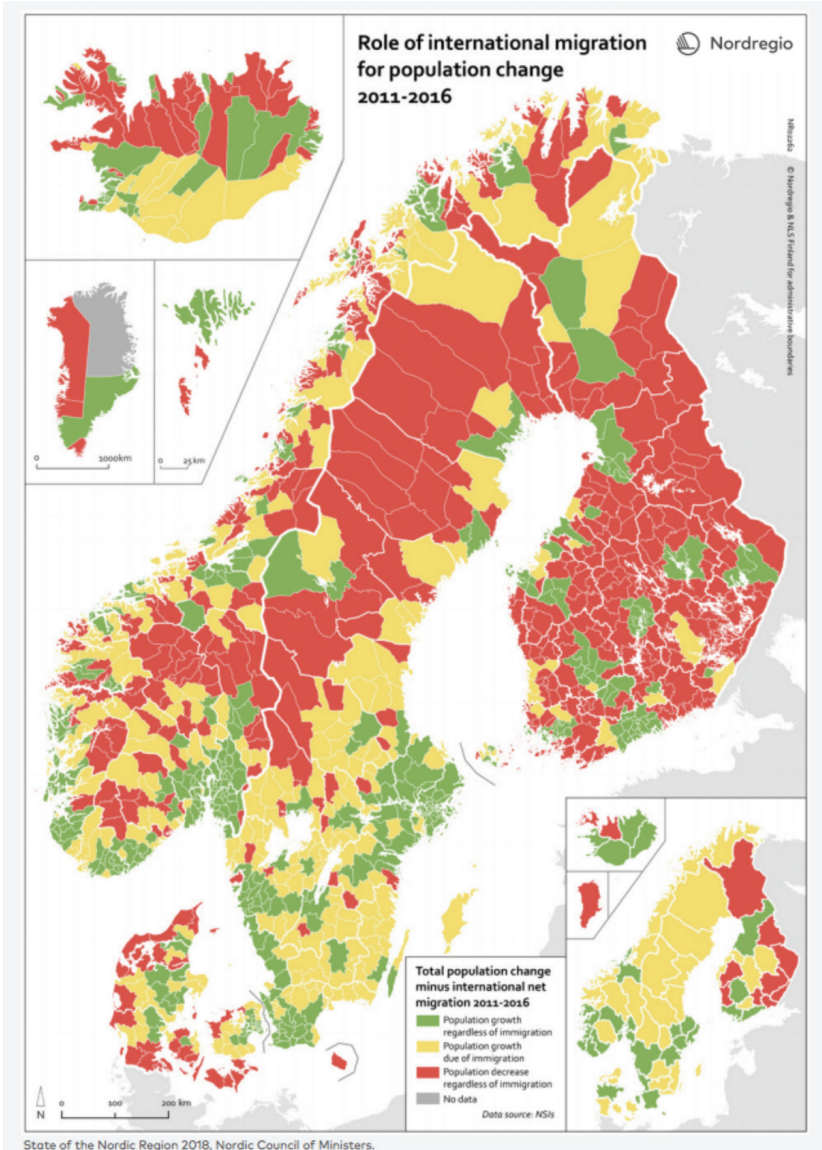 Role of international migration
for population change
2011-2016
Nordregio
NR02262 © Nordregio & NLS Finland for administrative boundaries
0 1000km
0 25 km
Total population change
minus international net
migration 2011-2016
Population growth
regardless of immigration
Population growth
due of immigration
Population decrease
regardless of immigration
No data
Data source: NSIs
N
0 100 200 km
State of the Nordic Region 2018, Nordic Council of Ministers.